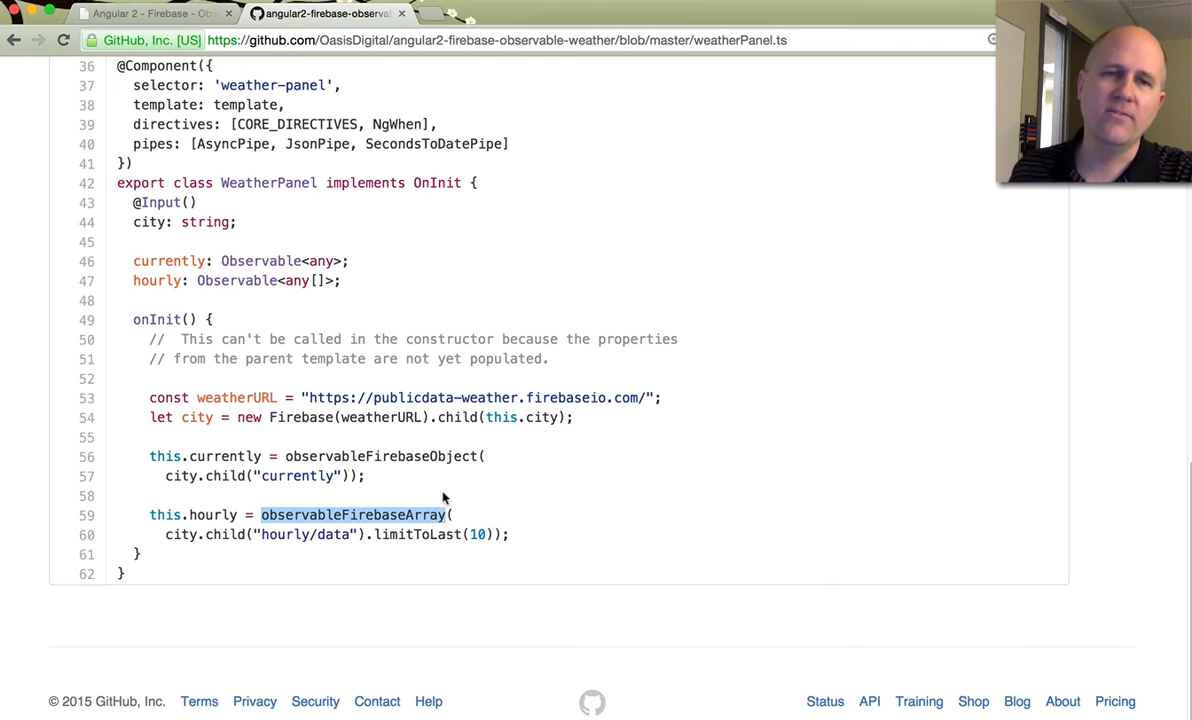 Angular 2 - Firebase - Obs
angular2-firebase-observa
GitHub, Inc. [US] https://github.com/OasisDigital/angular2-firebase-observable-weather/blob/master/weatherPanel.ts
36 @Component({
37 selector: 'weather-panel',
38 template: template,
39 directives: [CORE_DIRECTIVES, NgWhen],
40 pipes: [AsyncPipe, JsonPipe, SecondsToDatePipe]
41 })
42 export class WeatherPanel implements OnInit {
43 @Input()
44 city: string;
45
46 currently: Observable<any>;
47 hourly: Observable<any[]>;
48
49 onInit() {
50 // This can't be called in the constructor because the properties
51 // from the parent template are not yet populated.
52
53 const weatherURL = "https://publicdata-weather.firebaseio.com/";
54 let city = new Firebase(weatherURL).child(this.city);
55
56 this.currently = observableFirebaseObject(
57 city.child("currently"));
58
59 this.hourly = observableFirebaseArray(
60 city.child("hourly/data").limitToLast(10));
61 }
62 }
© 2015 GitHub, Inc. Terms Privacy Security Contact Help
Status API Training Shop Blog About Pricing